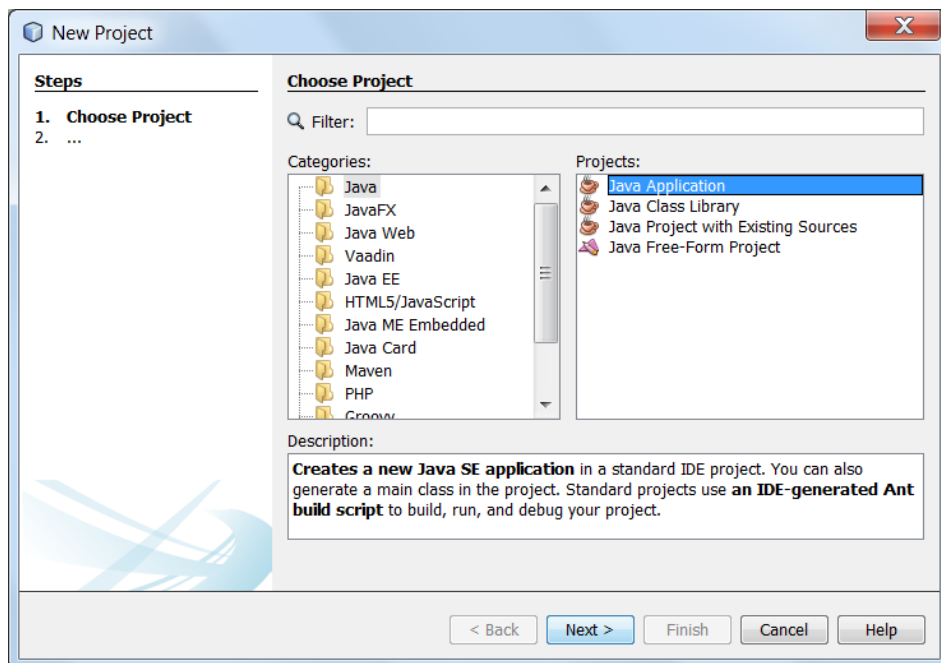 New Project
X
Steps
1. Choose Project
2. ...
Choose Project
Filter:
Categories:
Java
JavaFX
Java Web
Vaadin
Java EE
HTML5/JavaScript
Java ME Embedded
Java Card
Maven
PHP
Groovy
Projects:
Java Application
Java Class Library
Java Project with Existing Sources
Java Free-Form Project
Description:
Creates a new Java SE application in a standard IDE project. You can also
generate a main class in the project. Standard projects use an IDE-generated Ant
build script to build, run, and debug your project.
< Back
Next >
Finish
Cancel
Help